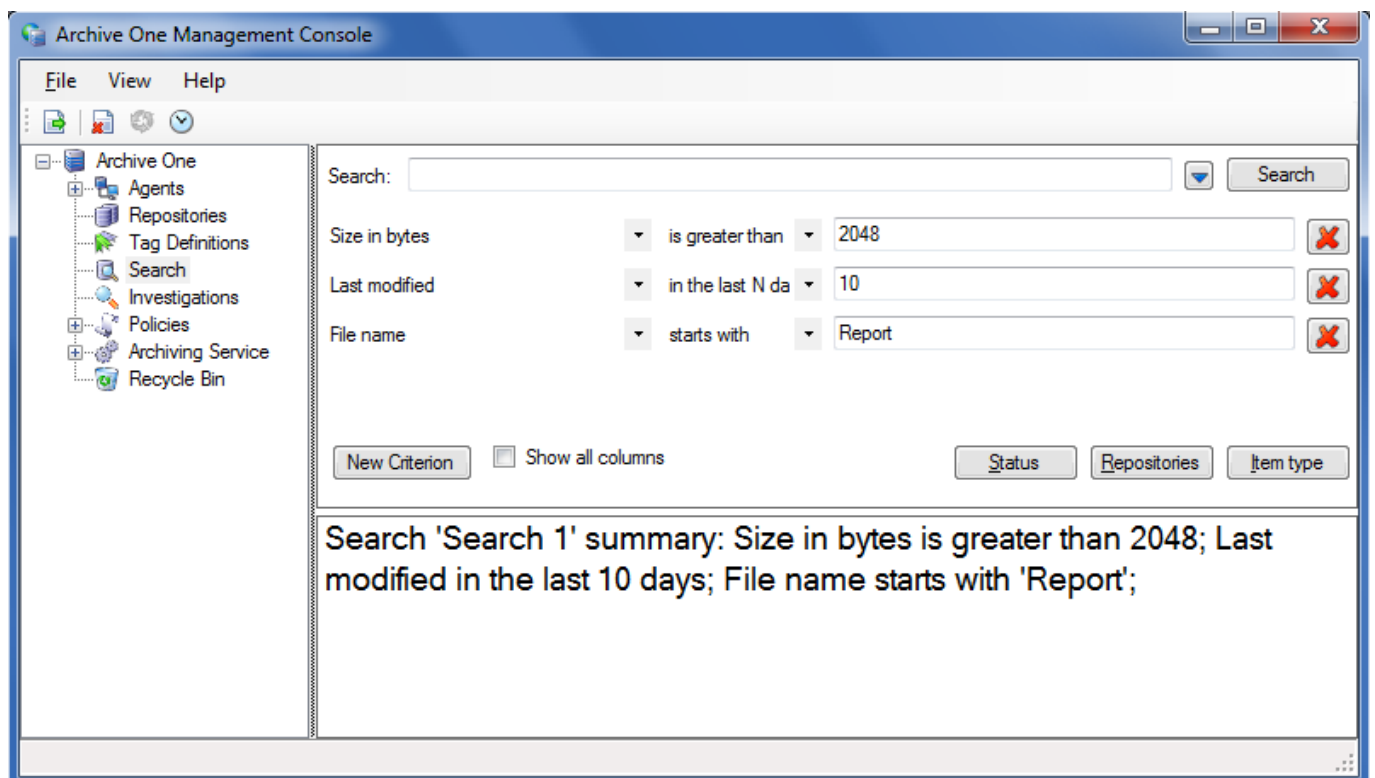 Archive One Management Console
File View Help
Archive One
Agents
Repositories
Tag Definitions
Search
Investigations
Policies
Archiving Service
Recycle Bin
Search: Search
Size in bytes is greater than 2048
Last modified in the last N da 10
File name starts with Report
New Criterion Show all columns Status Repositories Item type
Search 'Search 1' summary: Size in bytes is greater than 2048; Last
modified in the last 10 days; File name starts with 'Report';